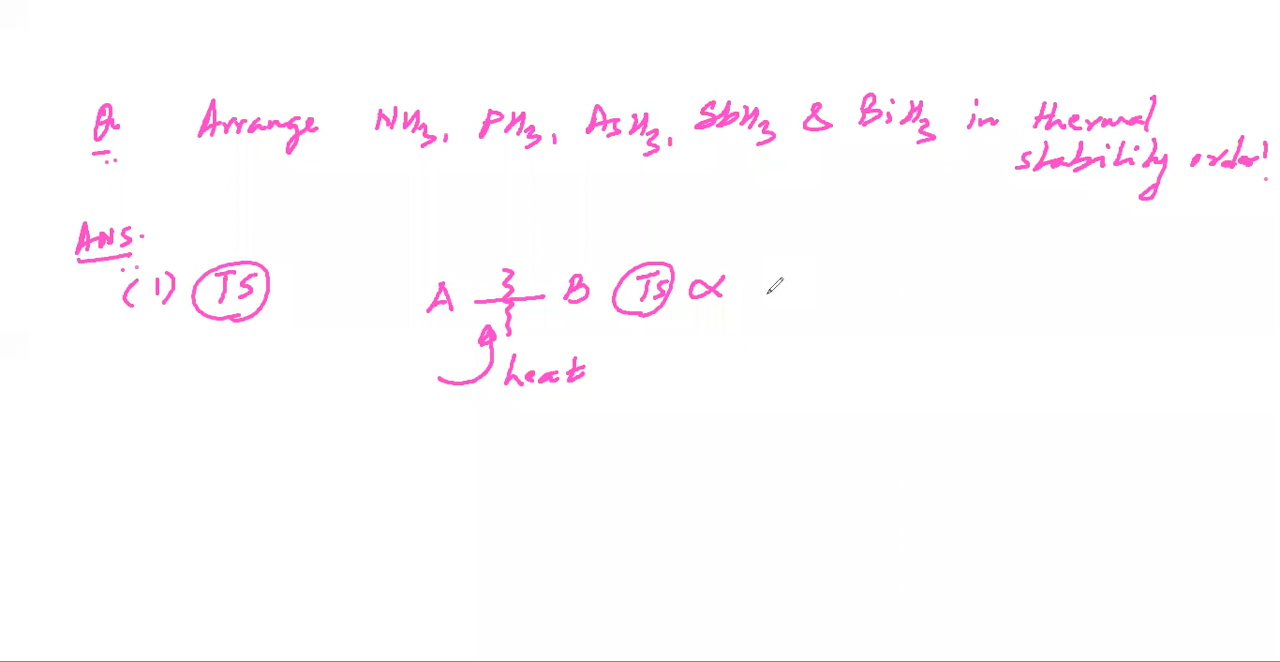 Q. Arrange NH3, PH3, AsH3, SbH3 & BiH3 in thermal
stability order!
Ans.
(1) TS A — B TS ∝
heat